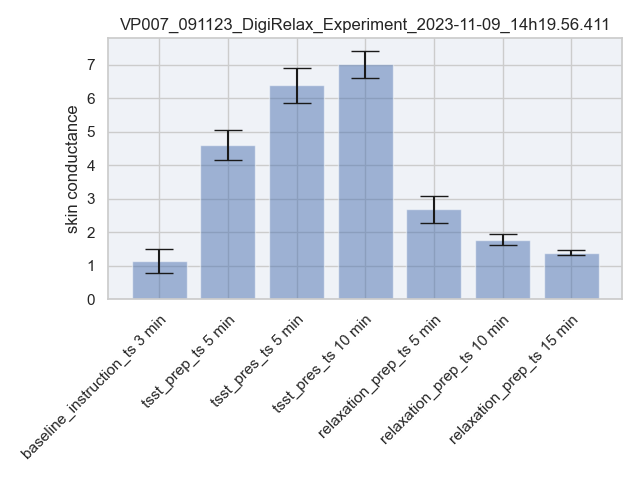 VP007_091123_DigiRelax_Experiment_2023-11-09_14h19.56.411
skin conductance
7
6
5
4
3
2
1
0
baseline_instruction_ts 3 min
tsst_prep_ts 5 min
tsst_pres_ts 5 min
tsst_pres_ts 10 min
relaxation_prep_ts 5 min
relaxation_prep_ts 10 min
relaxation_prep_ts 15 min